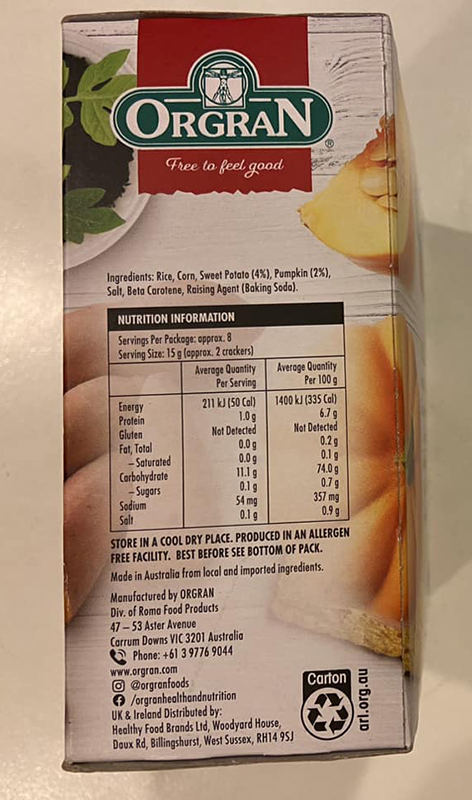 ORGRAN
®
Free to feel good
Ingredients: Rice, Corn, Sweet Potato (4%), Pumpkin (2%),
Salt, Beta Carotene, Raising Agent (Baking Soda).
NUTRITION INFORMATION
Servings Per Package: approx. 8
Serving Size: 15 g (approx. 2 crackers)
Average Quantity Per Serving Average Quantity Per 100 g
Energy 211 kJ (50 Cal) 1400 kJ (335 Cal)
Protein 1.0 g 6.7 g
Gluten Not Detected Not Detected
Fat, Total 0.0 g 0.2 g
– Saturated 0.0 g 0.1 g
Carbohydrate 11.1 g 74.0 g
– Sugars 0.1 g 0.7 g
Sodium 54 mg 357 mg
Salt 0.1 g 0.9 g
STORE IN A COOL DRY PLACE. PRODUCED IN AN ALLERGEN
FREE FACILITY. BEST BEFORE SEE BOTTOM OF PACK.
Made in Australia from local and imported ingredients.
Manufactured by ORGRAN
Div. of Roma Food Products
47 – 53 Aster Avenue
Carrum Downs VIC 3201 Australia
Phone: +61 3 9776 9044
www.orgran.com
@orgranfoods
/orgranhealthandnutrition
UK & Ireland Distributed by:
Healthy Food Brands Ltd, Woodyard House,
Daux Rd, Billingshurst, West Sussex, RH14 9SJ
Carton
arl.org.au